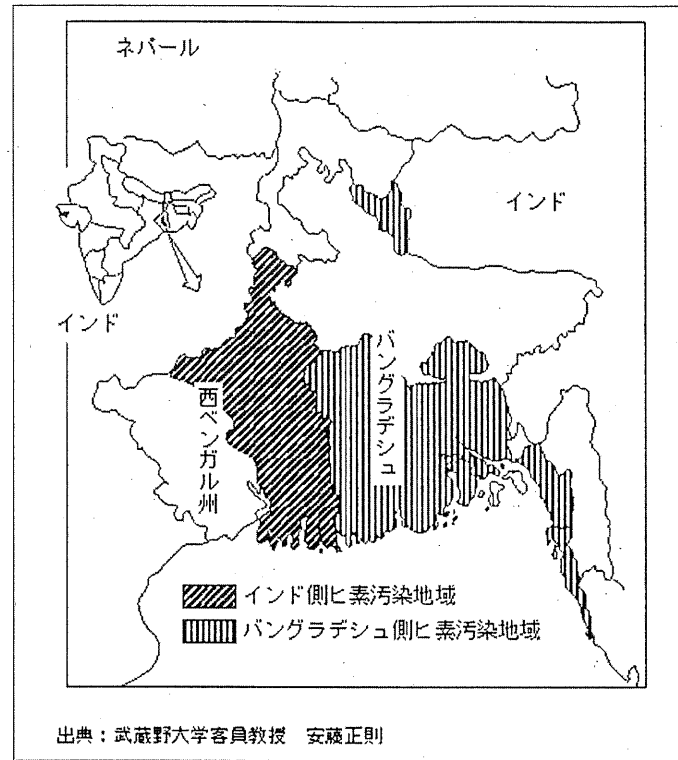 ネパール
インド
インド
バングラデシュ
西ベンガル州
インド側ヒ素汚染地域
バングラデシュ側ヒ素汚染地域
出典：武蔵野大学客員教授　安藤正則